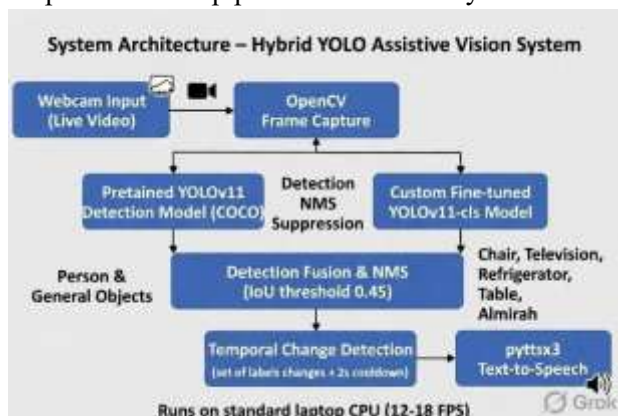 System Architecture – Hybrid YOLO Assistive Vision System
Webcam Input
(Live Video)
OpenCV
Frame Capture
Pretained YOLOv11
Detection Model (COCO)
Detection
NMS
Suppression
Custom Fine-tuned
YOLOv11-cls Model
Person &
General Objects
Detection Fusion & NMS
(IoU threshold 0.45)
Chair, Television,
Refrigerator,
Table,
Almirah
Temporal Change Detection
(set of labels changes + 2s cooldown)
pyttsx3
Text-to-Speech
Runs on standard laptop CPU (12-18 FPS)
Grok